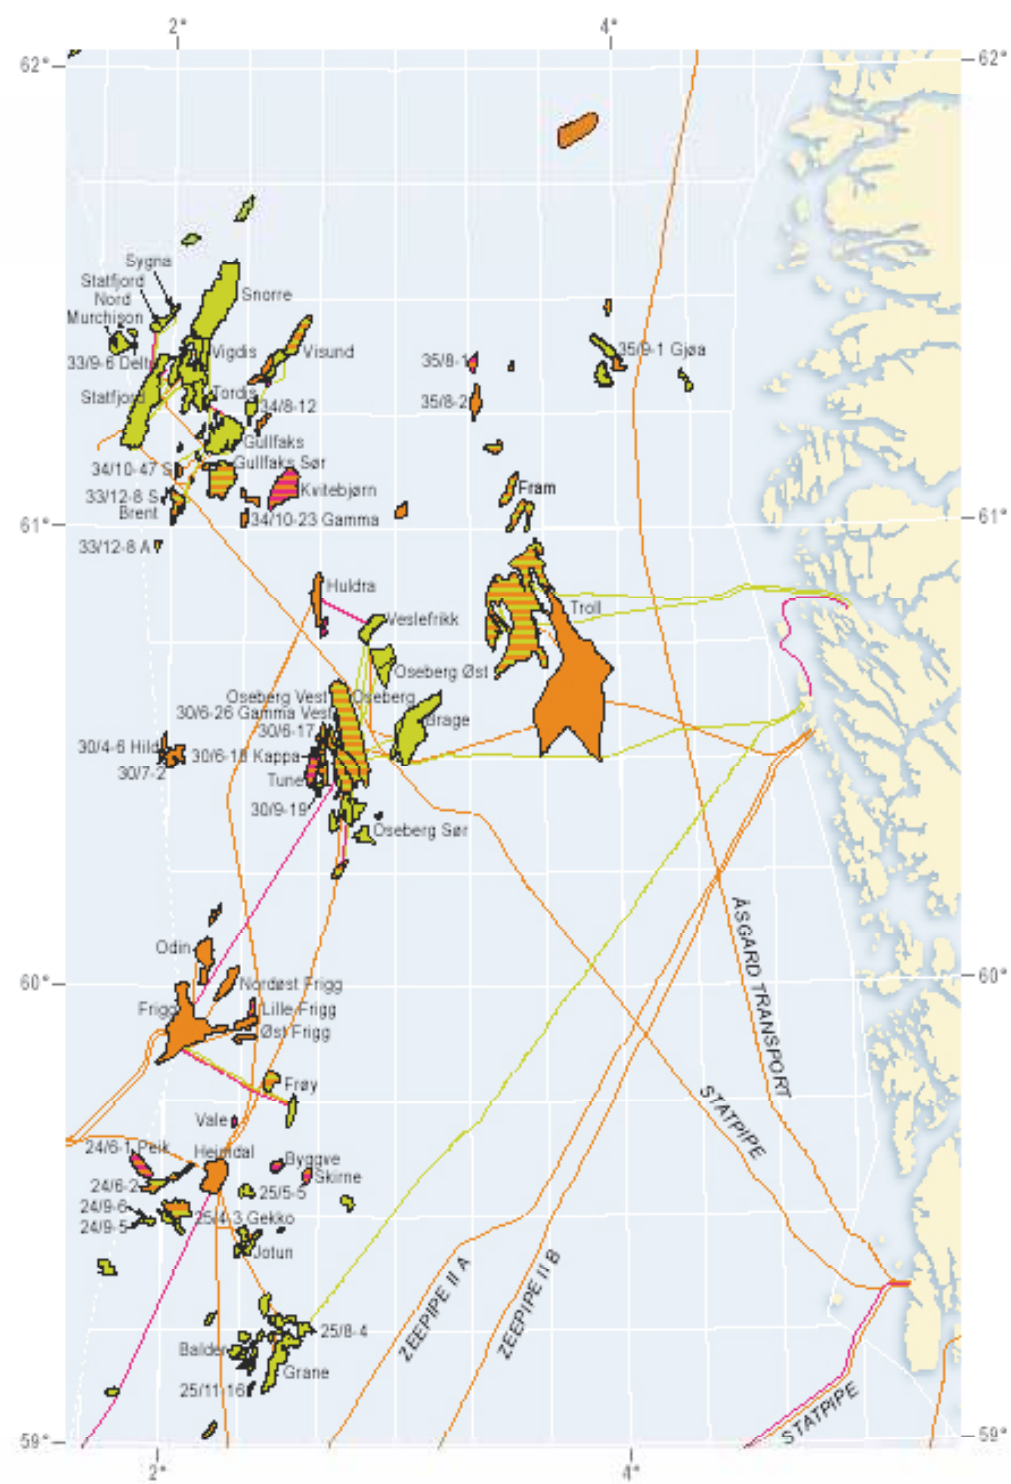 2°
4°
62°
62°
Sygna
Statfjord
Nord
Murchison
Snorre
33/9-6 Delta
Vigdis
Visund
35/8-1
35/9-1 Gjøa
Statfjord
Tordis
34/8-12
35/8-2
Gullfaks
Gullfaks Sør
34/10-47 S
Kvitebjørn
33/12-8 S
Brent
Fram
34/10-23 Gamma
61°
61°
33/12-8 A
Huldra
Troll
Veslefrikk
Oseberg Øst
Oseberg Vest
Oseberg
30/6-26 Gamma Vest
Brage
30/6-17
30/4-6 Hild
30/6-18 Kappa
30/7-2
Tune
30/9-19
Oseberg Sør
ÅSGARD TRANSPORT
Odin
60°
60°
Nordøst Frigg
Frigg
Lille-Frigg
Øst Frigg
Frøy
STATPIPE
Vale
24/6-1 Peik
Heimdal
Byggve
Skirne
24/6-2
25/5-5
24/9-6
25/4-3 Gekko
24/9-5
Jotun
ZEEPIPE II A
ZEEPIPE II B
25/8-4
Balder
Grane
25/11-16
STATPIPE
59°
59°
2°
4°